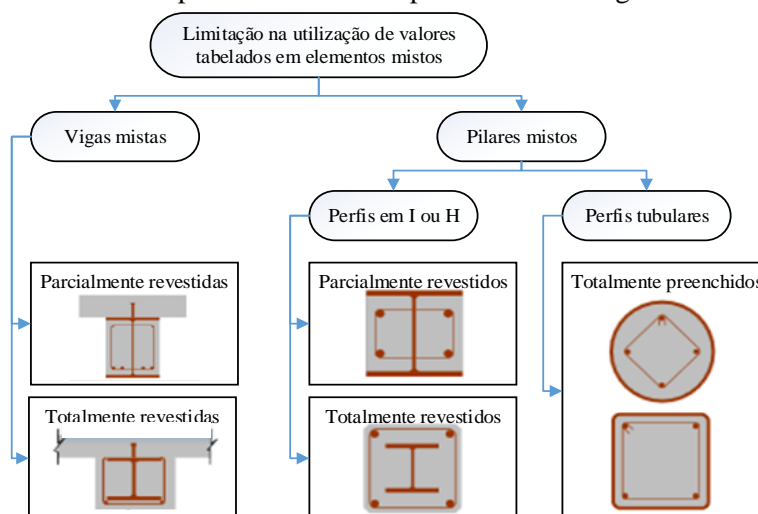 Limitação na utilização de valores
tabelados em elementos mistos
Vigas mistas
Pilares mistos
Perfis em I ou H
Perfis tubulares
Parcialmente revestidas
Parcialmente revestidos
Totalmente preenchidos
Totalmente revestidas
Totalmente revestidos